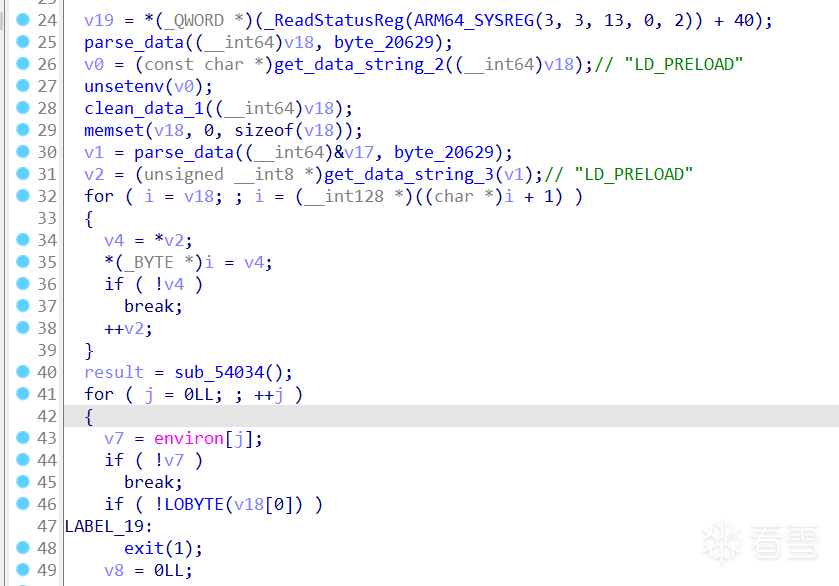 24 v19 = *(_QWORD *)(_ReadStatusReg(ARM64_SYSREG(3, 3, 13, 0, 2)) + 40);
25 parse_data((__int64)v18, byte_20629);
26 v0 = (const char *)get_data_string_2((__int64)v18);// "LD_PRELOAD"
27 unsetenv(v0);
28 clean_data_1((__int64)v18);
29 memset(v18, 0, sizeof(v18));
30 v1 = parse_data((__int64)&v17, byte_20629);
31 v2 = (unsigned __int8 *)get_data_string_3(v1);// "LD_PRELOAD"
32 for ( i = v18; ; i = (__int128 *)((char *)i + 1) )
33 {
34 v4 = *v2;
35 *(_BYTE *)i = v4;
36 if ( !v4 )
37 break;
38 ++v2;
39 }
40 result = sub_54034();
41 for ( j = 0LL; ; ++j )
42 {
43 v7 = environ[j];
44 if ( !v7 )
45 break;
46 if ( !LOBYTE(v18[0]) )
47 LABEL_19:
48 exit(1);
49 v8 = 0LL;
看雪